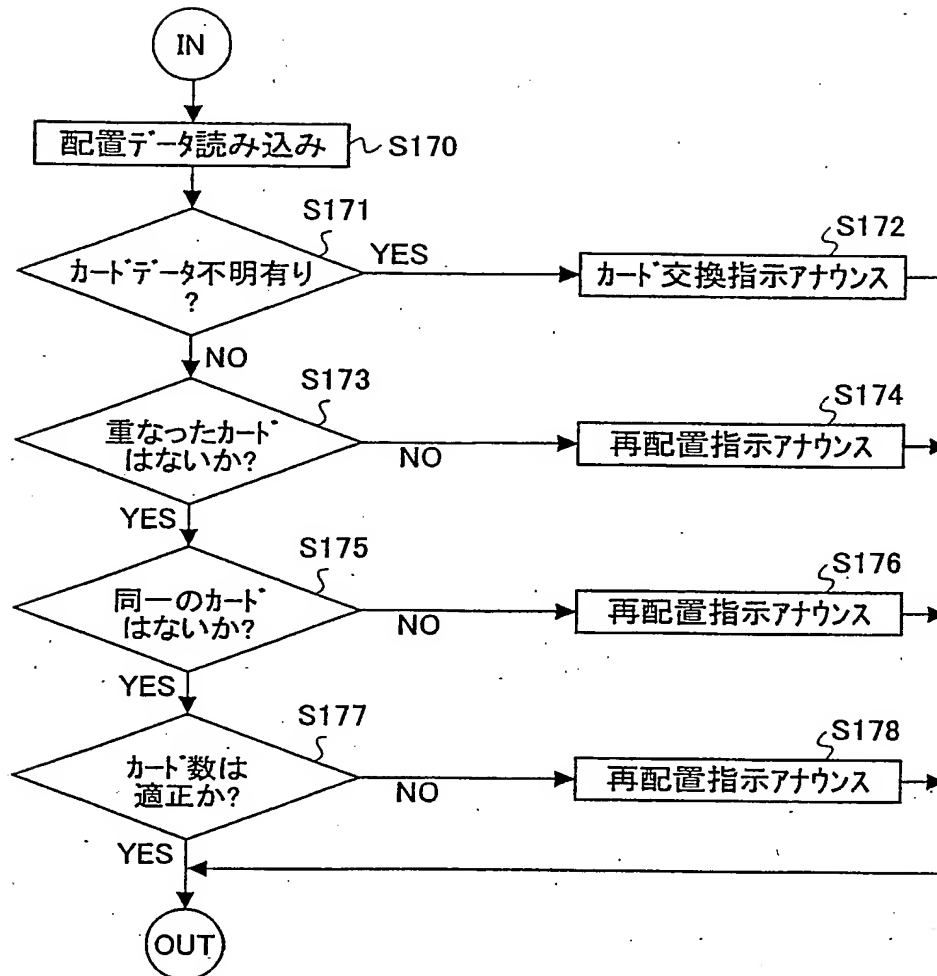 IN
配置データ読み込み
S170
S171
カードデータ不明有り
?
YES
S172
カード交換指示アナウンス
NO
S173
重なったカード
はないか?
NO
S174
再配置指示アナウンス
YES
S175
同一のカード
はないか?
NO
S176
再配置指示アナウンス
YES
S177
カード数は
適正か?
NO
S178
再配置指示アナウンス
YES
OUT